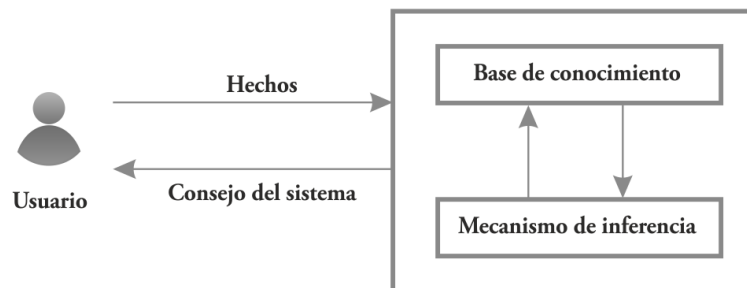 Hechos
Base de conocimiento
Consejo del sistema
Usuario
Mecanismo de inferencia